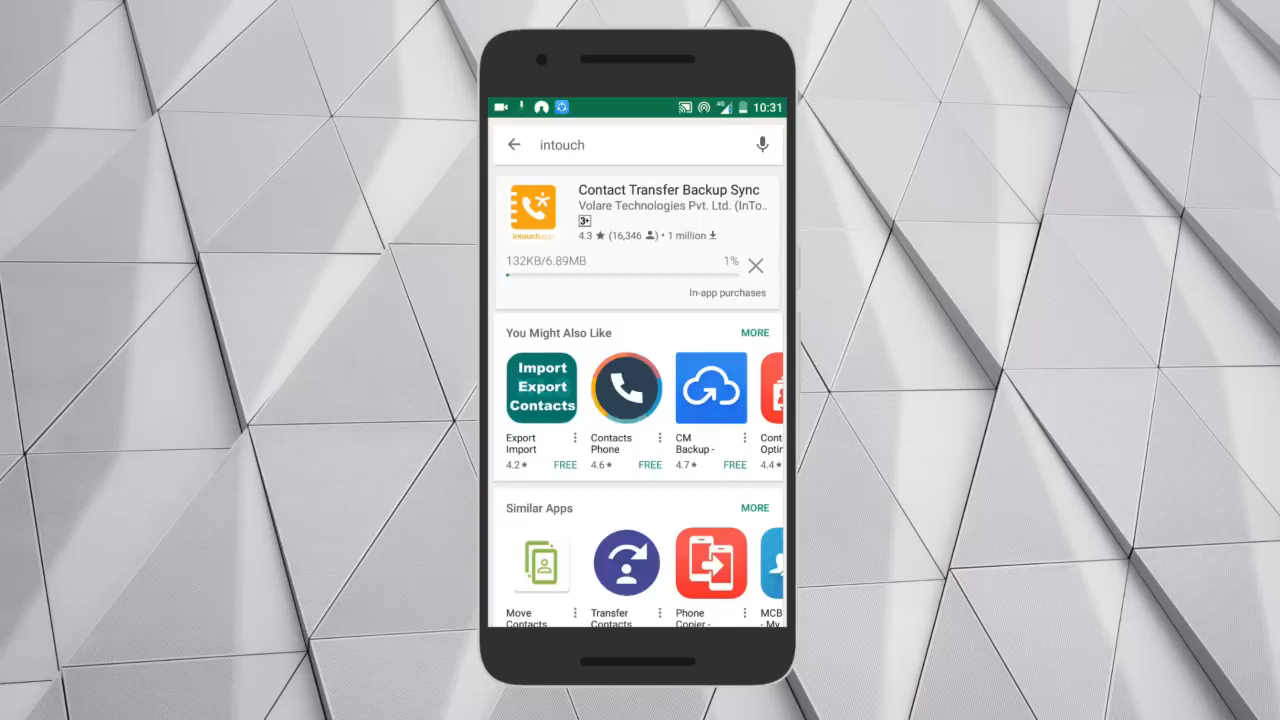 4G 10:31
intouch
Contact Transfer Backup Sync
Volare Technologies Pvt. Ltd. (InTo..
3+
intouchapp
4.3 ★ (16,346 ) • 1 million
132KB/6.89MB 1%
In-app purchases
You Might Also Like MORE
Import
Export
Contacts
Export
Import
4.2★ FREE
Contacts
Phone
4.6★ FREE
CM
Backup -
4.7★ FREE
Cont
Optin
4.4★
Similar Apps MORE
Move
Contacts
Transfer
Contacts
Phone
Copier -
MCB
- My